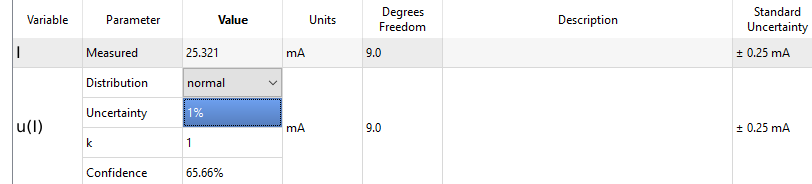 Variable Parameter Value Units Degrees Freedom Description Standard Uncertainty
I Measured 25.321 mA 9.0 ± 0.25 mA
Distribution normal
Uncertainty 1%
u(I) mA 9.0 ± 0.25 mA
k 1
Confidence 65.66%